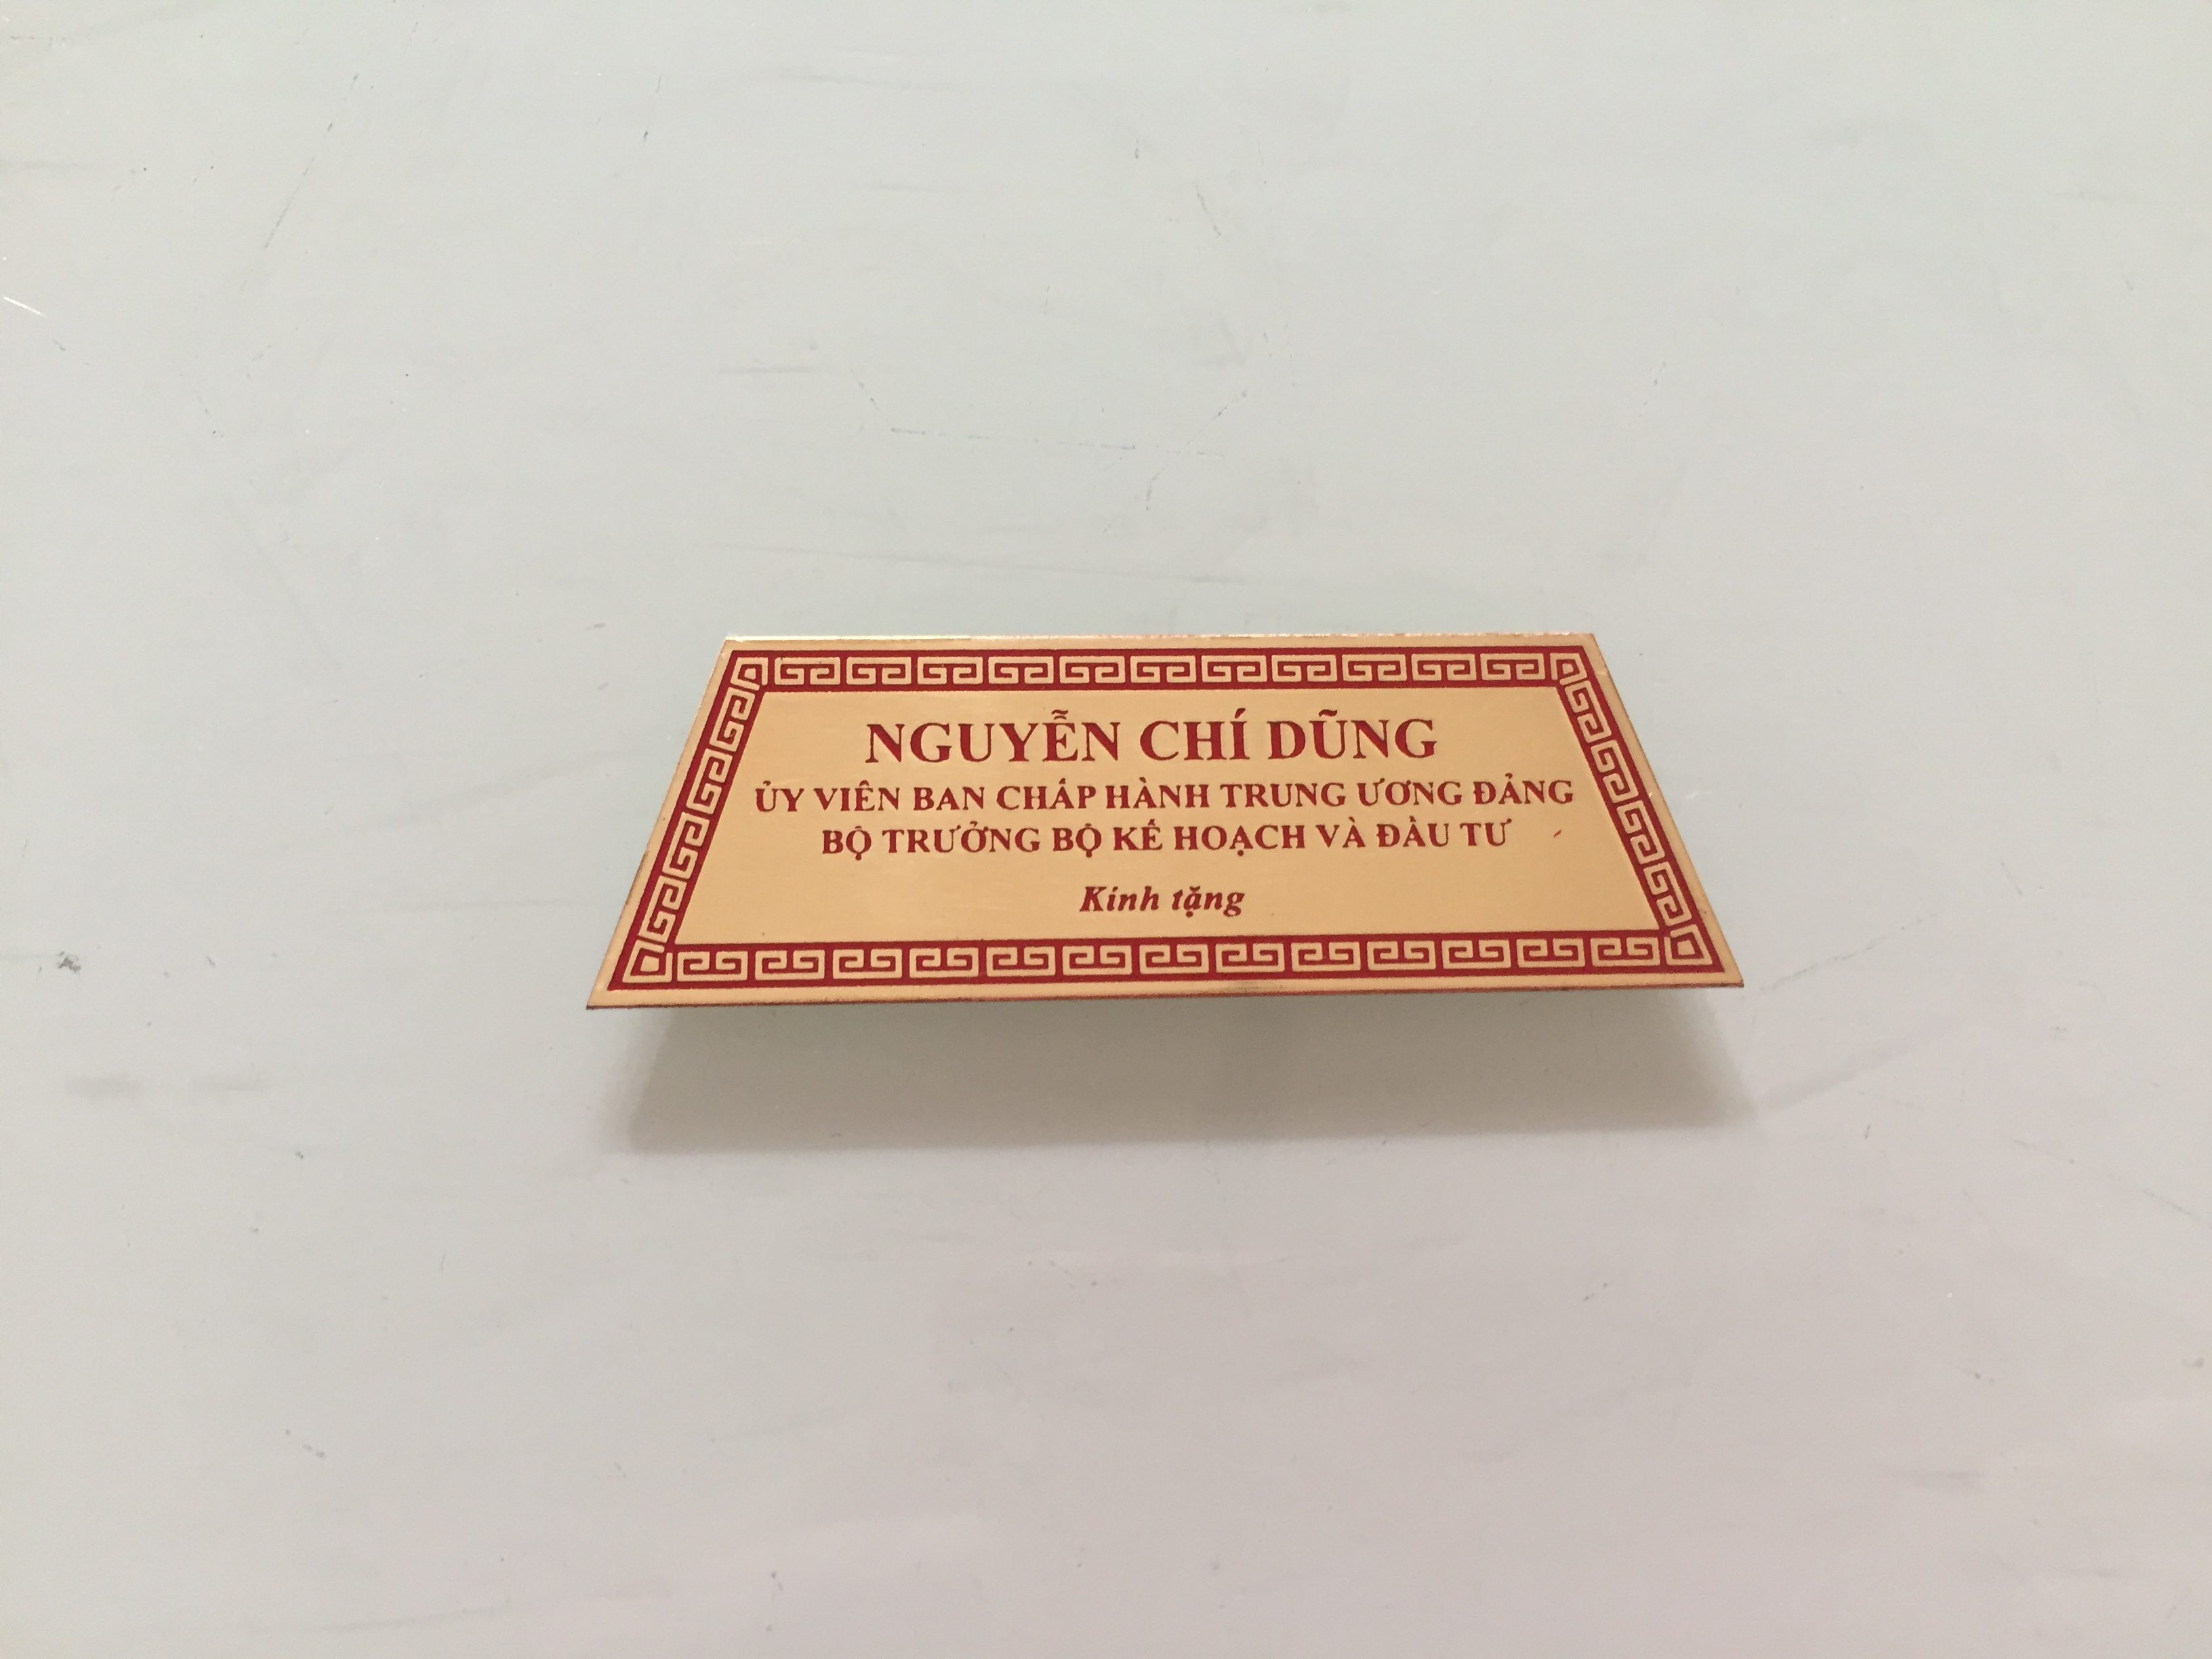 NGUYỄN CHÍ DŨNG
ỦY VIÊN BAN CHẤP HÀNH TRUNG ƯƠNG ĐẢNG
BỘ TRƯỞNG BỘ KẾ HOẠCH VÀ ĐẦU TƯ
Kính tặng